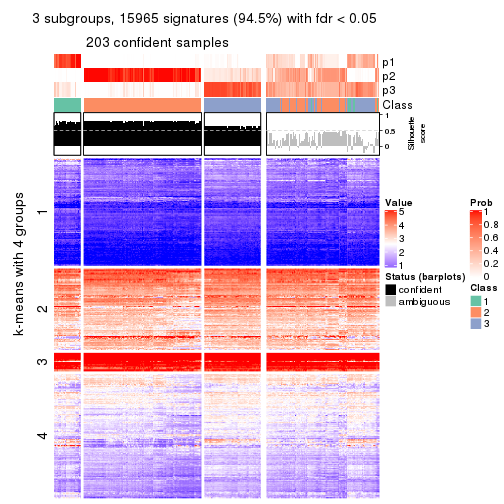 3 subgroups, 15965 signatures (94.5%) with fdr < 0.05
203 confident samples
p1
p2
p3
Class
1
0.5
0
Silhouette
score
k-means with 4 groups
1
2
3
4
Value
5
4
3
2
1
Status (barplots)
confident
ambiguous
Prob
1
0.8
0.6
0.4
0.2
0
Class
1
2
3